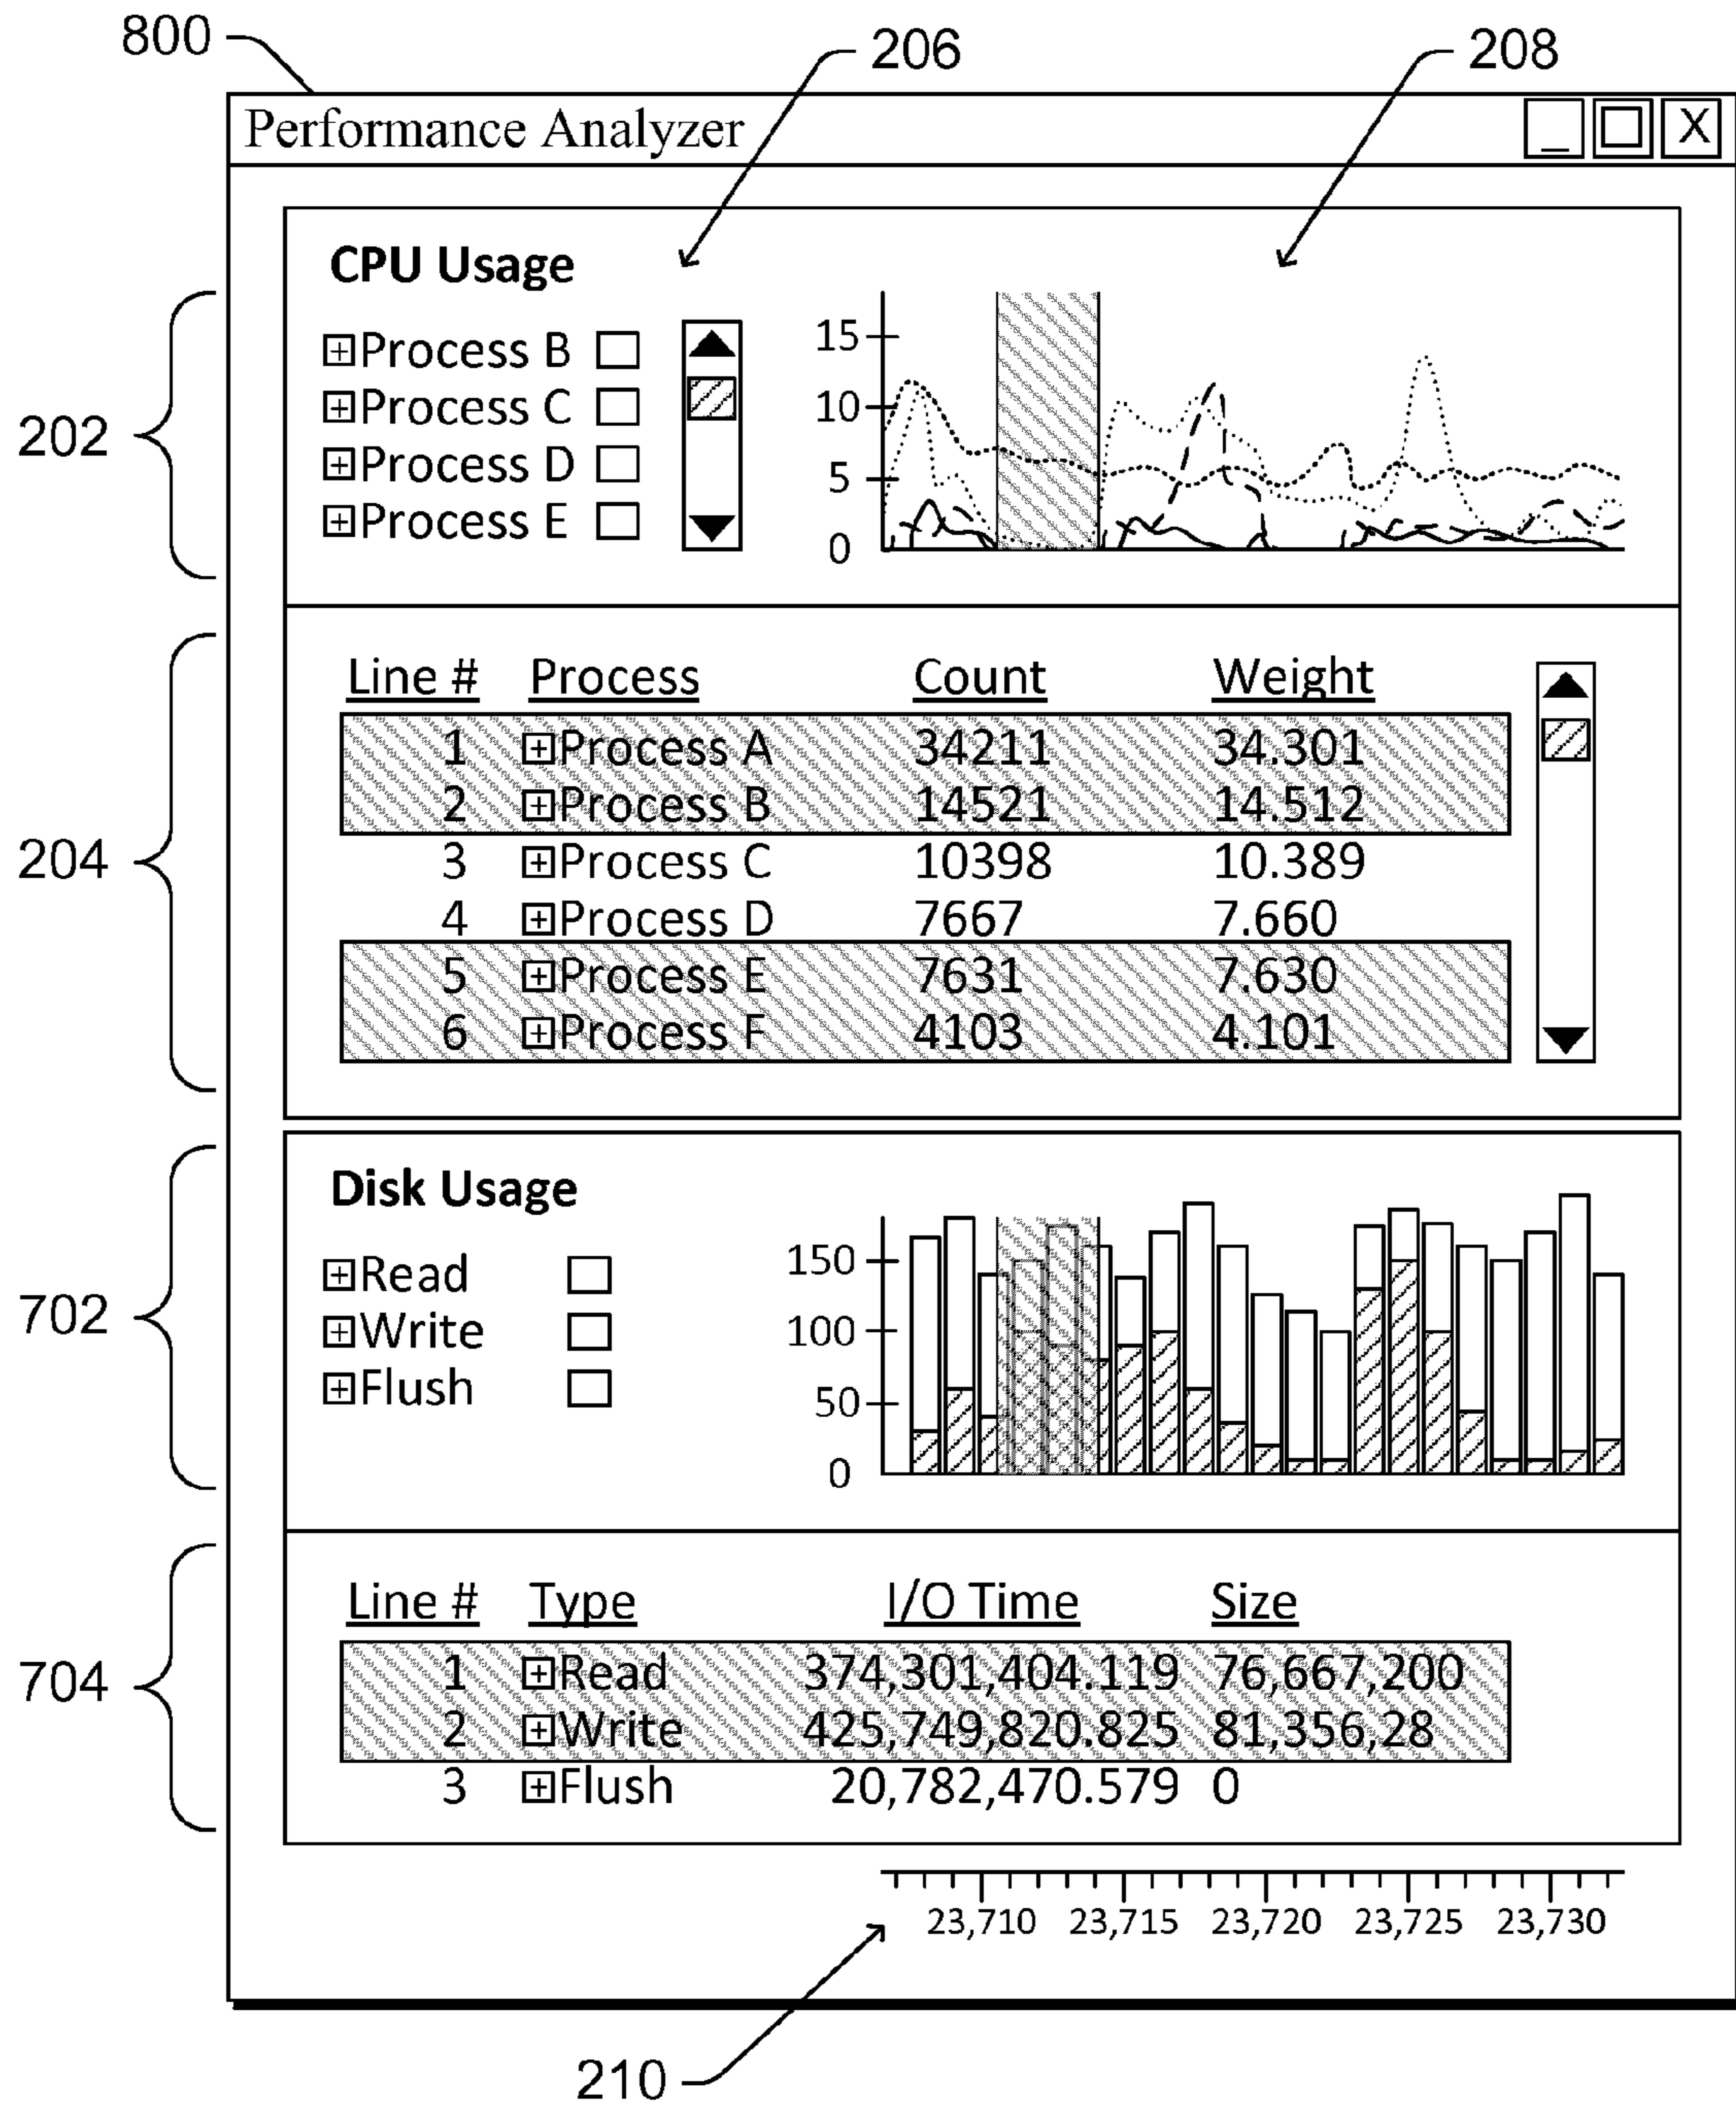 800
206
208
Performance Analyzer
_ X
CPU Usage
Process B
Process C
Process D
Process E
15
10
5
0
202
Line # Process Count Weight
1 Process A 34211 34.301
2 Process B 14521 14.512
3 Process C 10398 10.389
4 Process D 7667 7.660
5 Process E 7631 7.630
6 Process F 4103 4.101
204
Disk Usage
Read
Write
Flush
150
100
50
0
702
Line # Type I/O Time Size
1 Read 374,301,404.119 76,667,200
2 Write 425,749,820.825 81,356,28
3 Flush 20,782,470.579 0
704
23,710 23,715 23,720 23,725 23,730
210